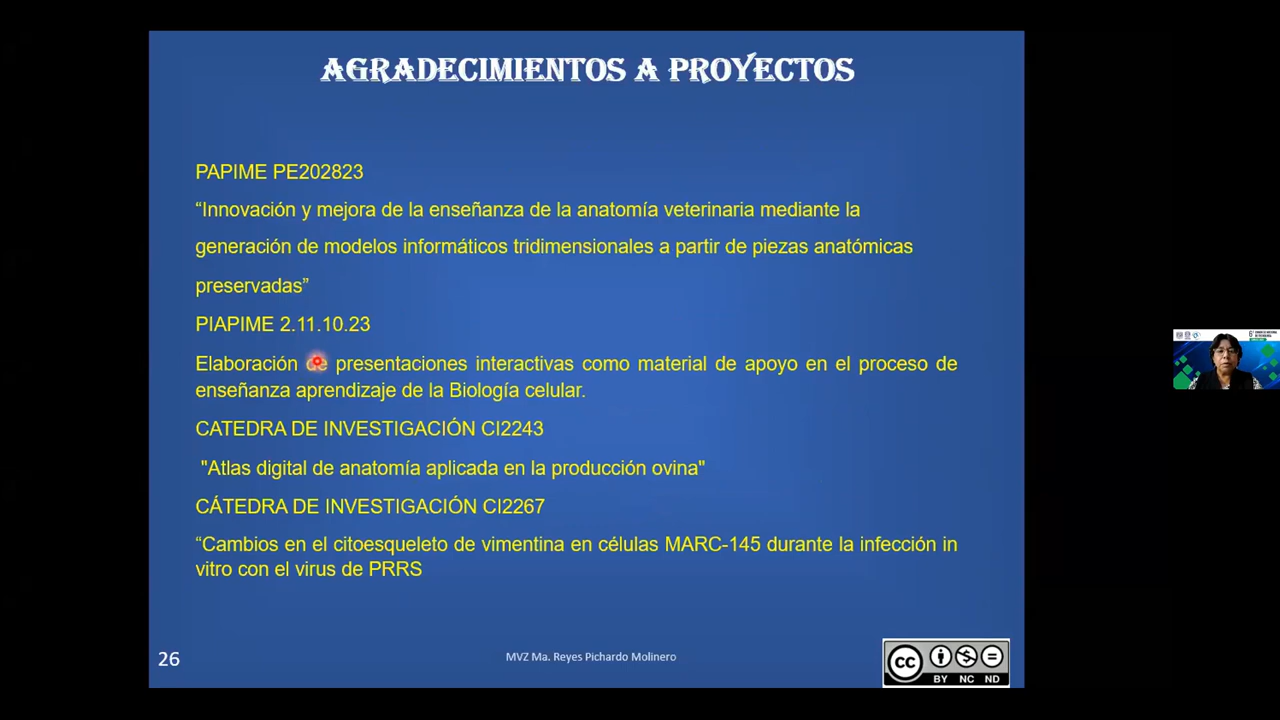 AGRADECIMIENTOS A PROYECTOS
PAPIME PE202823
“Innovación y mejora de la enseñanza de la anatomía veterinaria mediante la
generación de modelos informáticos tridimensionales a partir de piezas anatómicas
preservadas”
PIAPIME 2.11.10.23
Elaboración de presentaciones interactivas como material de apoyo en el proceso de
enseñanza aprendizaje de la Biología celular.
CATEDRA DE INVESTIGACIÓN CI2243
"Atlas digital de anatomía aplicada en la producción ovina"
CÁTEDRA DE INVESTIGACIÓN CI2267
“Cambios en el citoesqueleto de vimentina en células MARC-145 durante la infección in
vitro con el virus de PRRS
26
MVZ Ma. Reyes Pichardo Molinero
cc
BY NC ND